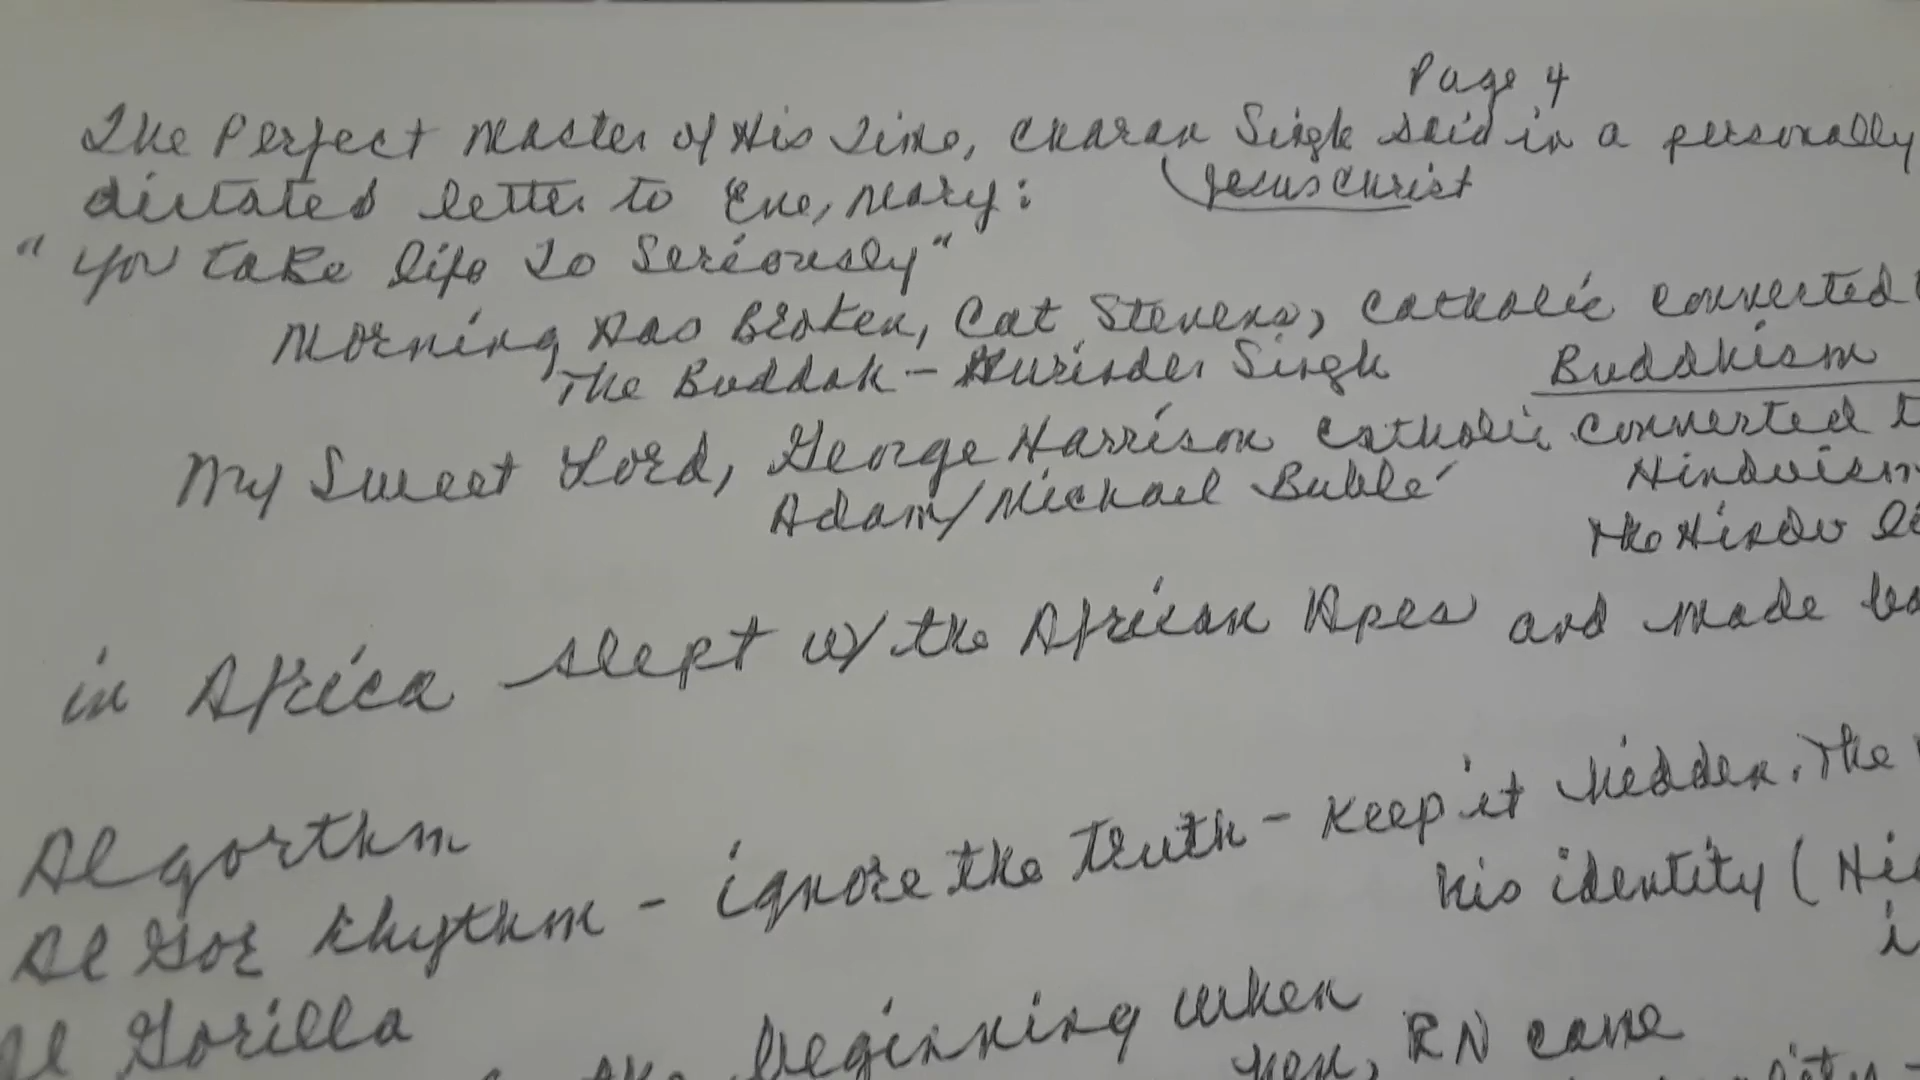 Page 4
The Perfect Master of His Time, Charan Singh said in a personally
dictated letter to Eve, Mary: Jesus Christ
"You take life so seriously"
Morning Has Broken, Cat Stevens, Catholic converted
The Buddah - Gurinder Singh Buddhism
My Sweet Lord, George Harrison Catholic converted t
Adam/Michael Bublé Hinduism
The Hindu
in Africa slept w/ the African Apes and made
Algorthm
Al Gor rhythm - ignore the truth - keep it hidden. The
his identity (
Gorilla
beginning when
RN came